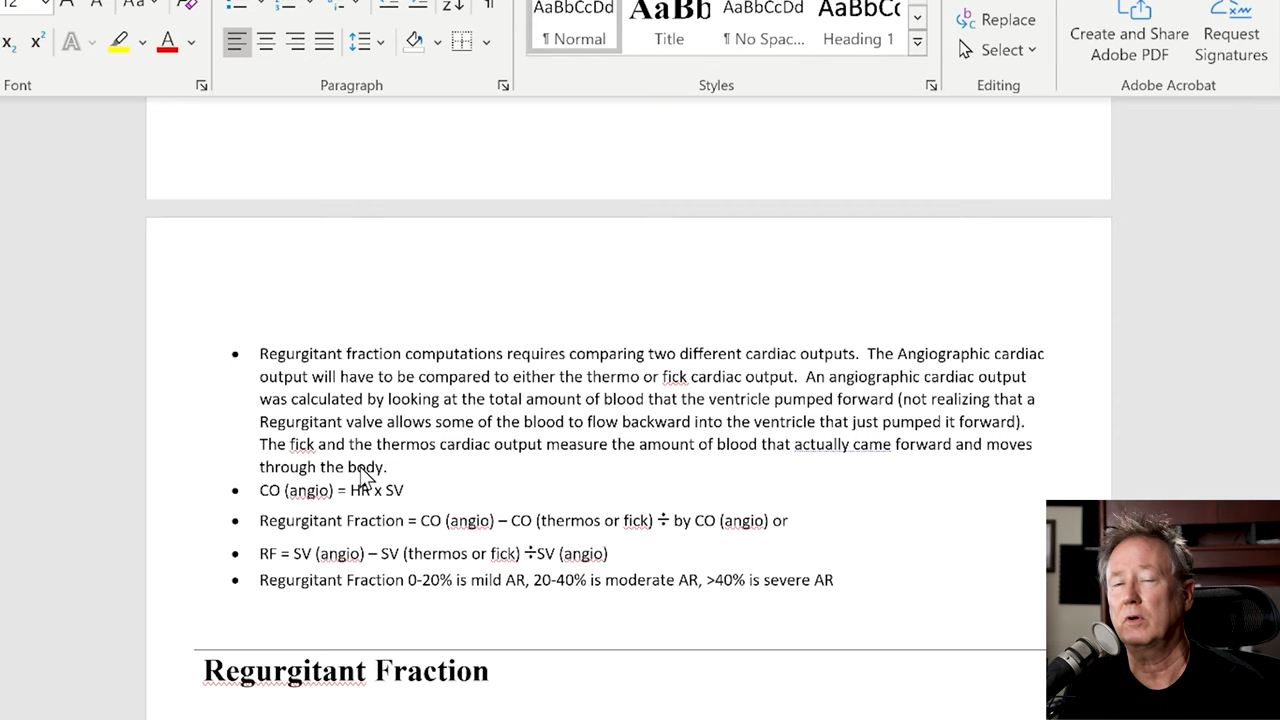 12
Aa
x₂ x² A A
Font
Paragraph
AaBbCcDd AaBb AaBbCcDd AaBbCc
¶ Normal Title ¶ No Spac... Heading 1
Styles
Replace
Select
Editing
Create and Share Request
Adobe PDF Signatures
Adobe Acrobat
• Regurgitant fraction computations requires comparing two different cardiac outputs. The Angiographic cardiac
output will have to be compared to either the thermo or fick cardiac output. An angiographic cardiac output
was calculated by looking at the total amount of blood that the ventricle pumped forward (not realizing that a
Regurgitant valve allows some of the blood to flow backward into the ventricle that just pumped it forward).
The fick and the thermos cardiac output measure the amount of blood that actually came forward and moves
through the body.
• CO (angio) = HR x SV
• Regurgitant Fraction = CO (angio) – CO (thermos or fick) ÷ by CO (angio) or
• RF = SV (angio) – SV (thermos or fick) ÷SV (angio)
• Regurgitant Fraction 0-20% is mild AR, 20-40% is moderate AR, >40% is severe AR
Regurgitant Fraction